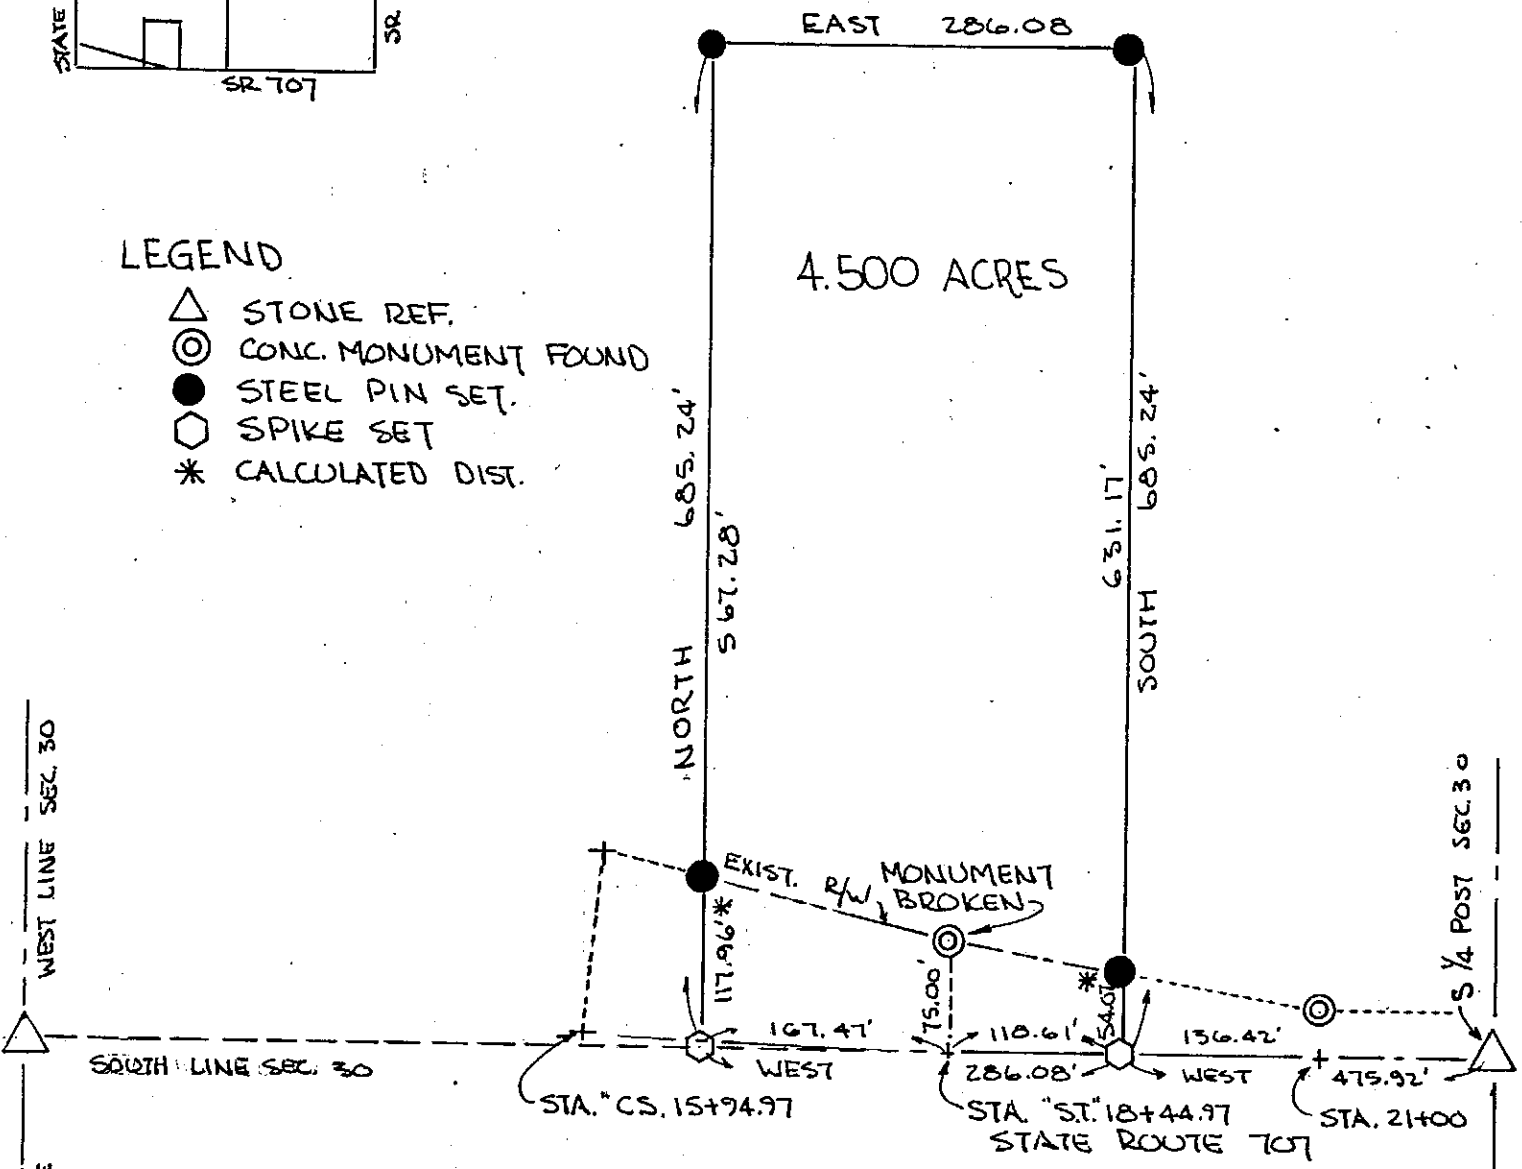 STATE
SR
SR 707
EAST 286.08
LEGEND
STONE REF.
CONC. MONUMENT FOUND
STEEL PIN SET.
SPIKE SET
* CALCULATED DIST.
4.500 ACRES
NORTH 685.24'
567.28'
631.17'
SOUTH 685.24'
WEST LINE SEC. 30
S 1/4 POST SEC. 30
EXIST. R/W
MONUMENT
BROKEN
117.96' *
75.00'
* 54.07
167.47'
118.61'
136.42'
WEST
286.08'
WEST
475.92'
SOUTH LINE SEC. 30
STA. "CS. 15+94.97
STA. "S.T." 18+44.97
STA. 21+00
STATE ROUTE 707